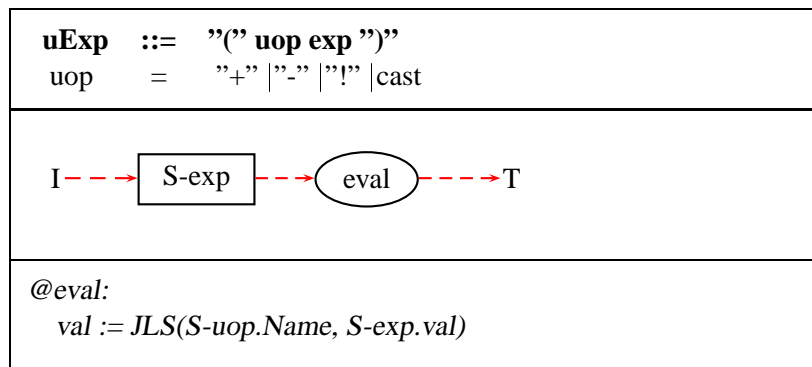 uExp ::= ”(” uop exp ”)”
uop = ”+” |”-” |”!” |cast
I S-exp eval T
@eval:
val := JLS(S-uop.Name, S-exp.val)